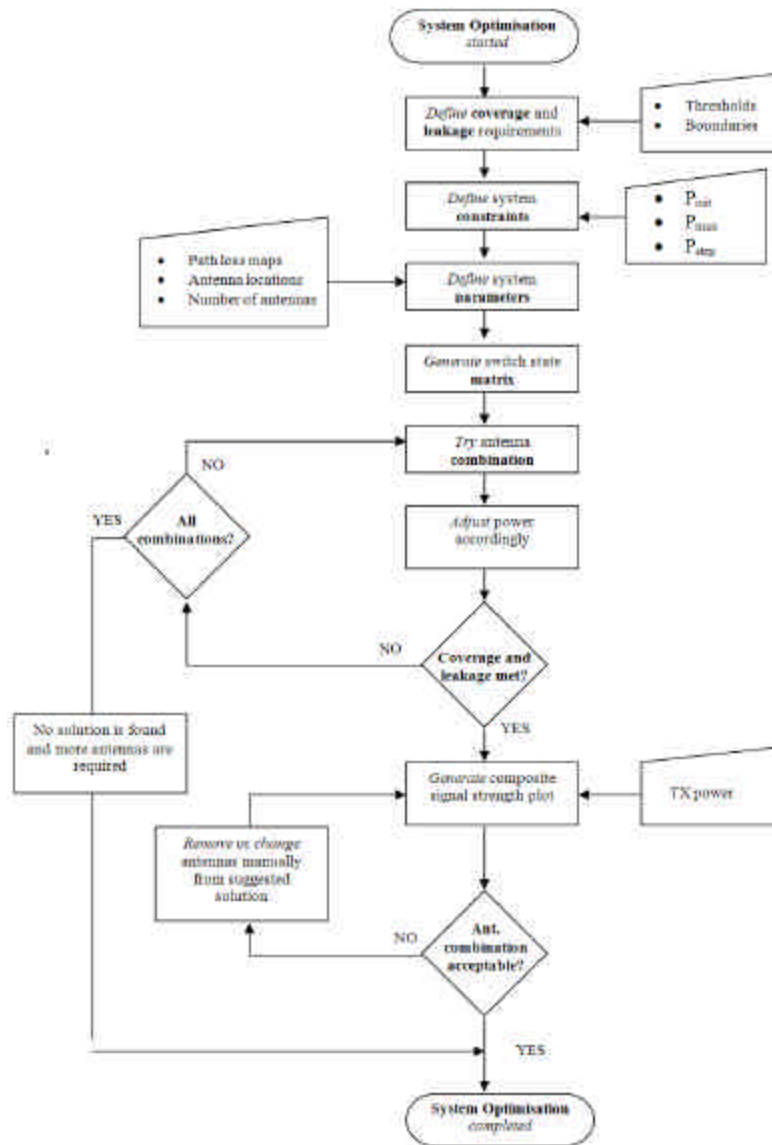 System Optimisation
started
Define coverage and
leakage requirements
• Thresholds
• Boundaries
Define system
constraints
• P
• Pmax
• Pstep
• Path loss maps
• Antenna locations
• Number of antennas
Define system
parameters
Generate switch state
matrix
Try antenna
combination
NO
YES
All
combinations?
Adjust power
accordingly
NO
Coverage and
leakage met?
YES
No solution is found
and more antennas are
required
Generate composite
signal strength plot
TX power
Remove or change
antennas manually
from suggested
solution
NO
Ant.
combination
acceptable?
YES
System Optimisation
completed